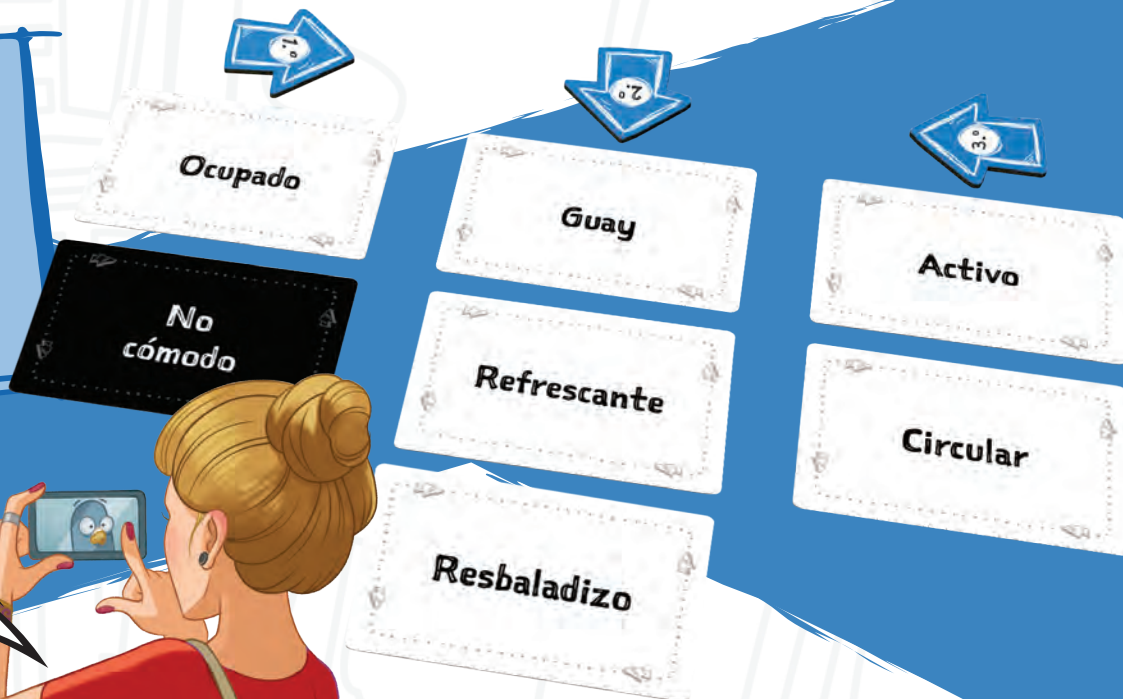 1.º
Ocupado
No
cómodo
2.º
Guay
Refrescante
Resbaladizo
3.º
Activo
Circular